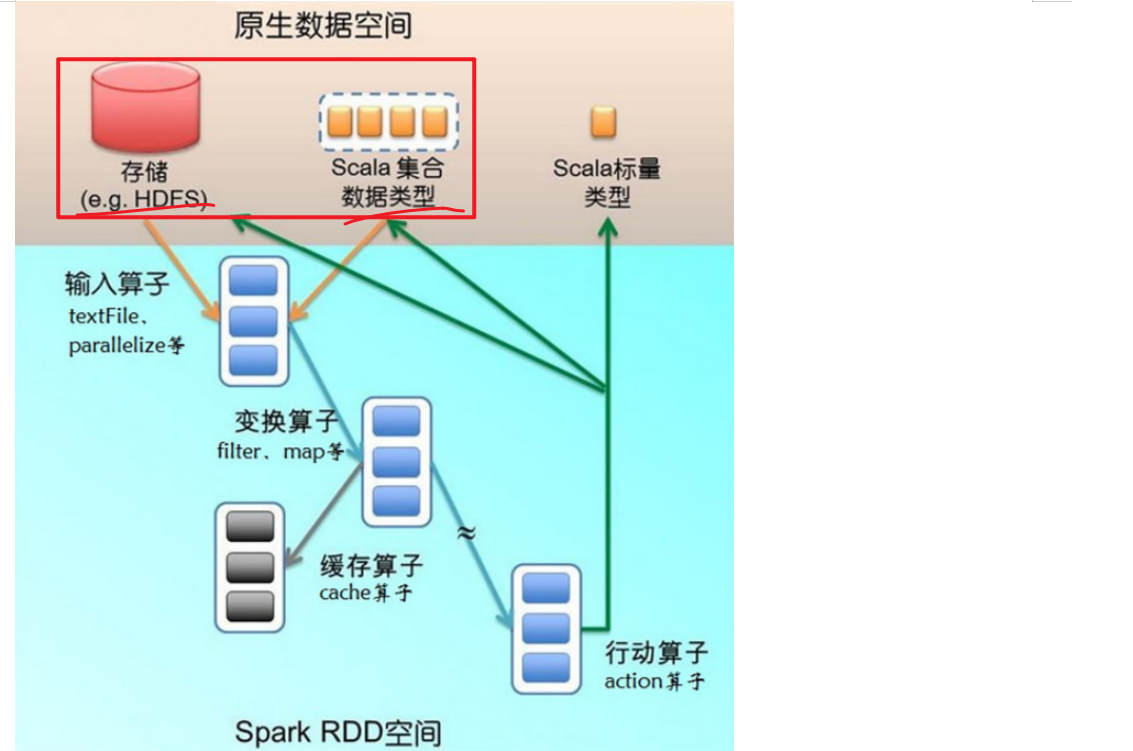 原生数据空间
存储
(e.g. HDFS)
Scala 集合
数据类型
Scala标量
类型
输入算子
textFile、
parallelize等
变换算子
filter、map等
≈
缓存算子
cache算子
行动算子
action算子
Spark RDD空间